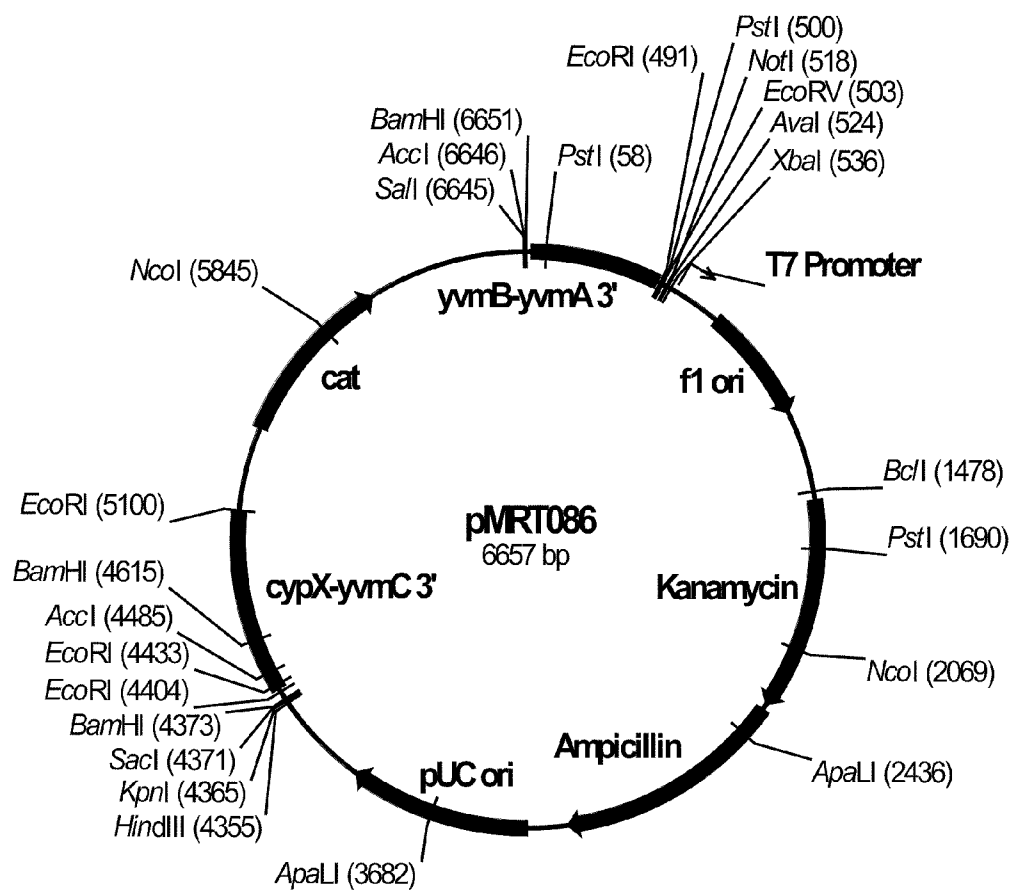 PstI (500)
EcoRI (491)
NotI (518)
EcoRV (503)
BamHI (6651)
AvaI (524)
AccI (6646)
PstI (58)
XbaI (536)
SalI (6645)
NcoI (5845)
T7 Promoter
yvmB-yvmA 3'
cat
f1 ori
BclI (1478)
EcoRI (5100)
pMRT086
6657 bp
PstI (1690)
BamHI (4615)
cypX-yvmC 3'
Kanamycin
AccI (4485)
EcoRI (4433)
NcoI (2069)
EcoRI (4404)
BamHI (4373)
SacI (4371)
Ampicillin
KpnI (4365)
pUC ori
ApaLI (2436)
HindIII (4355)
ApaLI (3682)